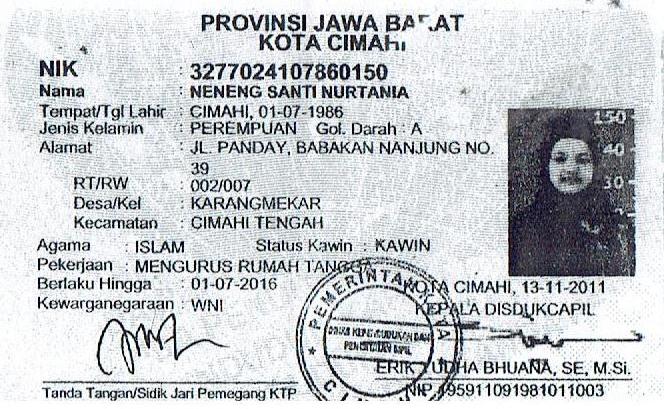 PROVINSI JAWA BARAT
KOTA CIMAHI
NIK : 3277024107860150
Nama : NENENG SANTI NURTANIA
Tempat/Tgl Lahir : CIMAHI, 01-07-1986
Jenis Kelamin : PEREMPUAN Gol. Darah : A
Alamat : JL. PANDAY, BABAKAN NANJUNG NO.
39
RT/RW : 002/007
Desa/Kel : KARANGMEKAR
Kecamatan : CIMAHI TENGAH
Agama : ISLAM Status Kawin : KAWIN
Pekerjaan : MENGURUS RUMAH TANGGA
Berlaku Hingga : 01-07-2016
Kewarganegaraan : WNI
150
40
30
KOTA CIMAHI, 13-11-2011
KEPALA DISDUKCAPIL
PEMERINTAH KOTA
DINAS KEPENDUDUKAN DAN
PENCATATAN SIPIL
ERIK YUDHA BHUANA, SE, M.Si.
NIP 195911091981011003
Tanda Tangan/Sidik Jari Pemegang KTP